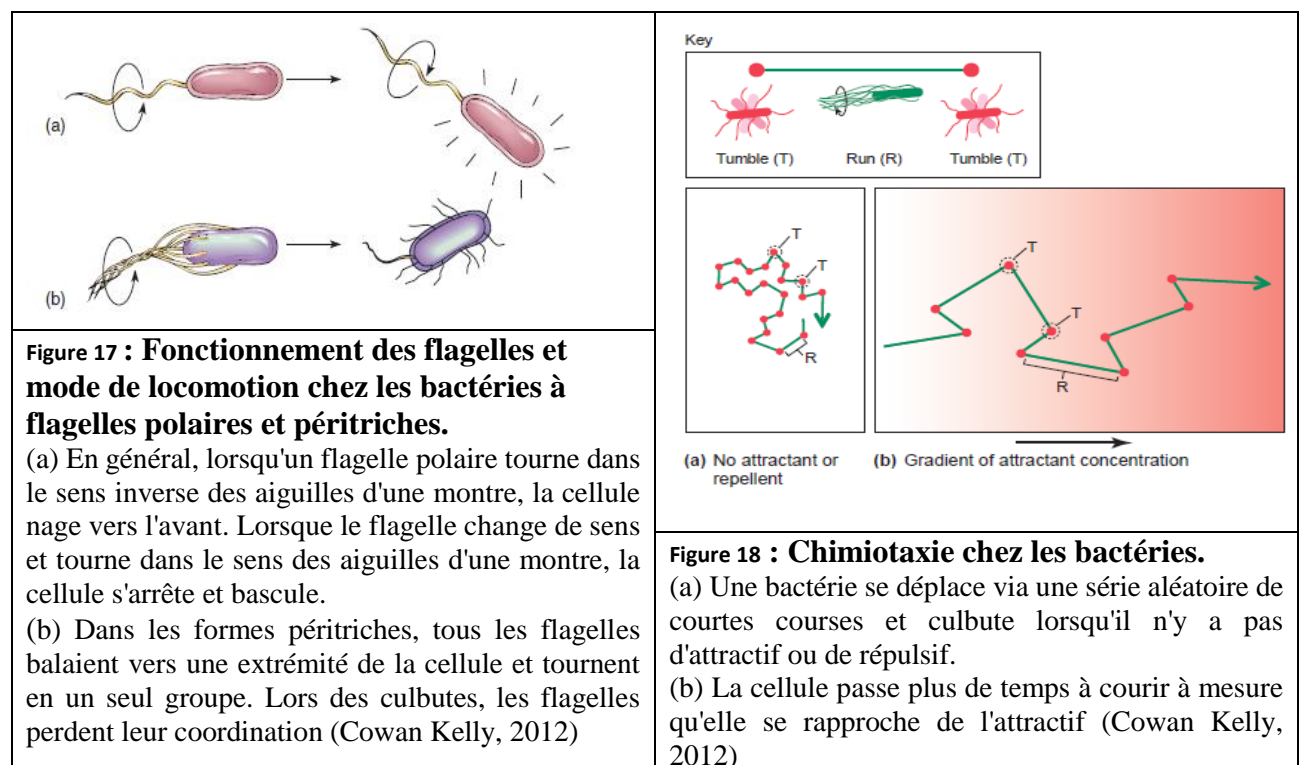 (a)
(b)
Figure 17 : Fonctionnement des flagelles et
mode de locomotion chez les bactéries à
flagelles polaires et péritriches.
(a) En général, lorsqu'un flagelle polaire tourne dans
le sens inverse des aiguilles d'une montre, la cellule
nage vers l'avant. Lorsque le flagelle change de sens
et tourne dans le sens des aiguilles d'une montre, la
cellule s'arrête et bascule.
(b) Dans les formes péritriches, tous les flagelles
balaient vers une extrémité de la cellule et tournent
en un seul groupe. Lors des culbutes, les flagelles
perdent leur coordination (Cowan Kelly, 2012)
Key
Tumble (T) Run (R) Tumble (T)
T
T
R
T
T
R
(a) No attractant or
repellent
(b) Gradient of attractant concentration
Figure 18 : Chimiotaxie chez les bactéries.
(a) Une bactérie se déplace via une série aléatoire de
courtes courses et culbute lorsqu'il n'y a pas
d'attractif ou de répulsif.
(b) La cellule passe plus de temps à courir à mesure
qu'elle se rapproche de l'attractif (Cowan Kelly,
2012)